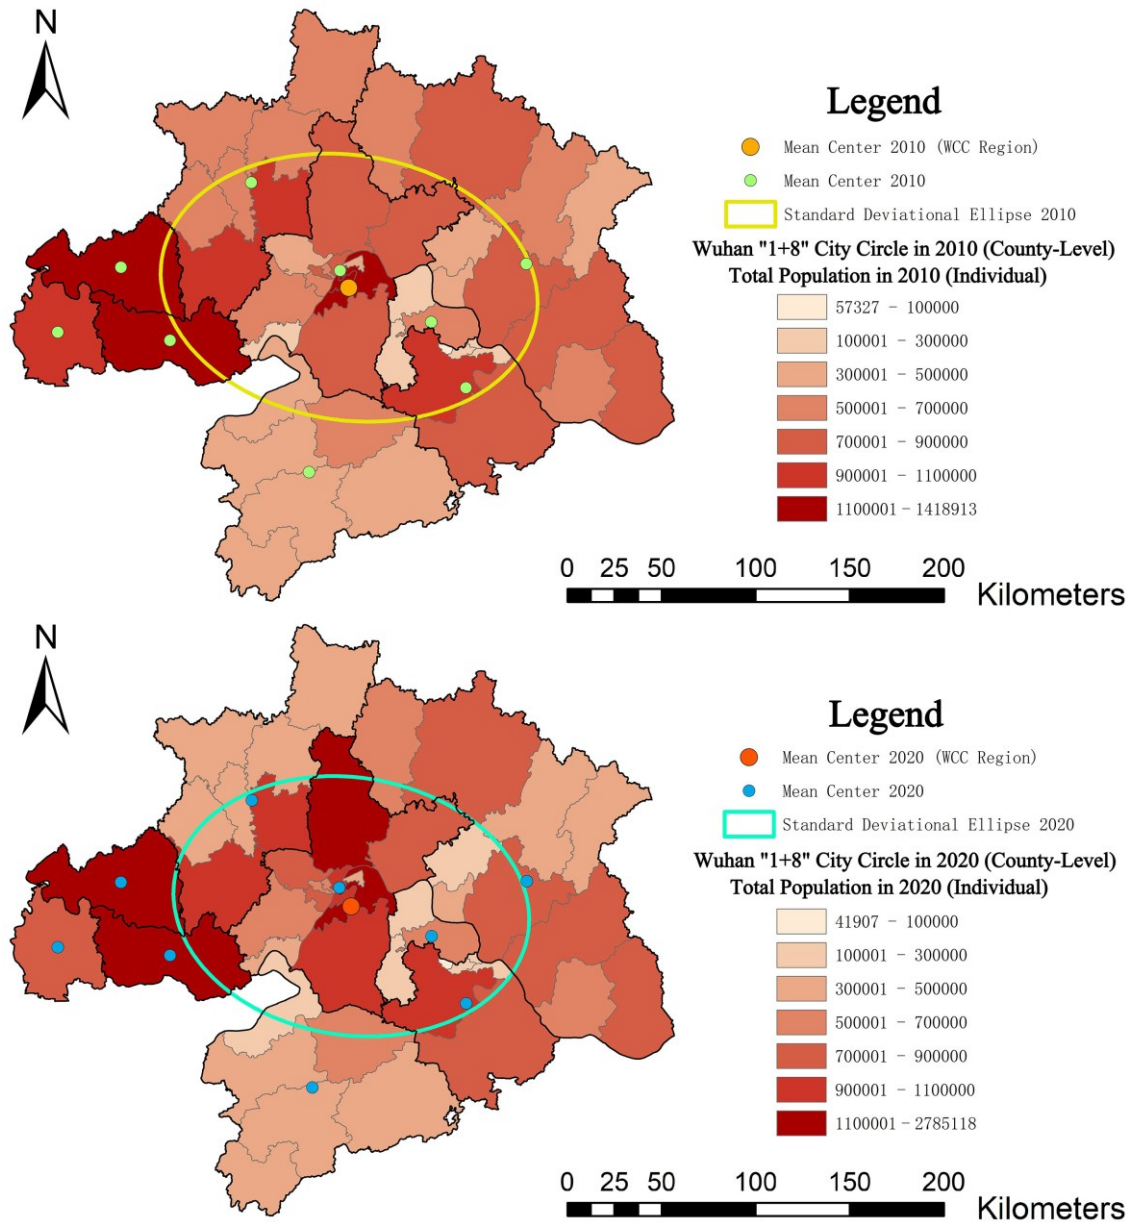 N
Legend
Mean Center 2010 (WCC Region)
Mean Center 2010
Standard Deviational Ellipse 2010
Wuhan "1+8" City Circle in 2010 (County-Level)
Total Population in 2010 (Individual)
57327 - 100000
100001 - 300000
300001 - 500000
500001 - 700000
700001 - 900000
900001 - 1100000
1100001 - 1418913
0 25 50 100 150 200
Kilometers
N
Legend
Mean Center 2020 (WCC Region)
Mean Center 2020
Standard Deviational Ellipse 2020
Wuhan "1+8" City Circle in 2020 (County-Level)
Total Population in 2020 (Individual)
41907 - 100000
100001 - 300000
300001 - 500000
500001 - 700000
700001 - 900000
900001 - 1100000
1100001 - 2785118
0 25 50 100 150 200
Kilometers